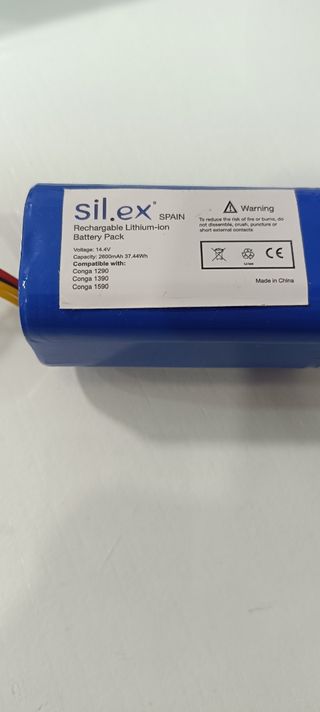 sil.ex® SPAIN
Rechargable Lithium-ion
Battery Pack
Voltage: 14.4V
Capacity: 2600mAh 37.44Wh
Compatible with:
Conga 1290
Conga 1390
Conga 1590
Warning
To reduce the risk of fire or burns, do
not dissemble, crush, puncture or
short external contacts
Li-ion
CE
Made in China